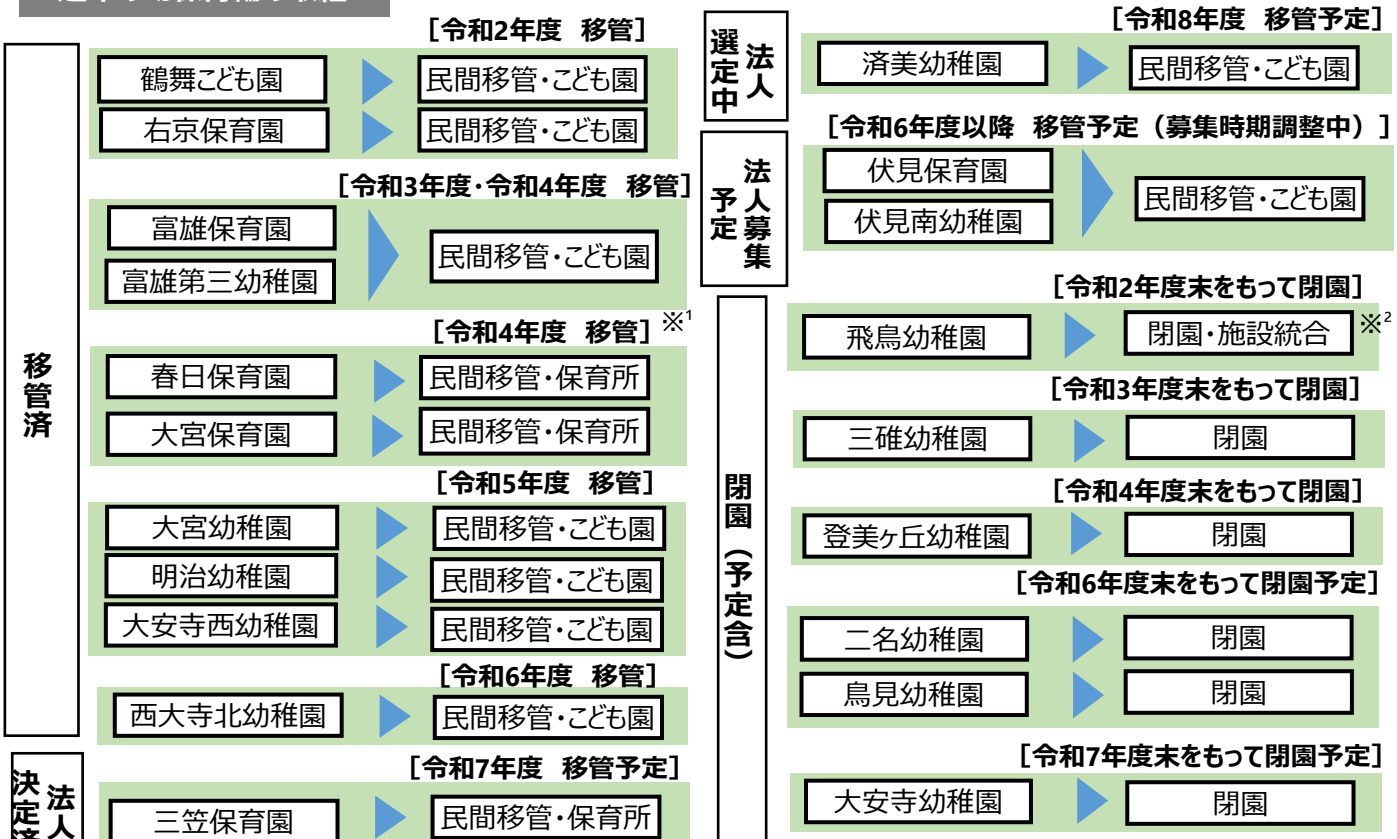 移管済
［令和2年度　移管］
鶴舞こども園
民間移管・こども園
右京保育園
民間移管・こども園
［令和3年度・令和4年度　移管］
富雄保育園
富雄第三幼稚園
民間移管・こども園
［令和4年度　移管］※1
春日保育園
民間移管・保育所
大宮保育園
民間移管・保育所
［令和5年度　移管］
大宮幼稚園
民間移管・こども園
明治幼稚園
民間移管・こども園
大安寺西幼稚園
民間移管・こども園
［令和6年度　移管］
西大寺北幼稚園
民間移管・こども園
法人
決定済
［令和7年度　移管予定］
三笠保育園
民間移管・保育所
法人
選定中
［令和8年度　移管予定］
済美幼稚園
民間移管・こども園
法人募集
予定
［令和6年度以降　移管予定（募集時期調整中）］
伏見保育園
伏見南幼稚園
民間移管・こども園
閉園（予定含）
［令和2年度末をもって閉園］
飛鳥幼稚園
閉園・施設統合
※2
［令和3年度末をもって閉園］
三碓幼稚園
閉園
［令和4年度末をもって閉園］
登美ヶ丘幼稚園
閉園
［令和6年度末をもって閉園予定］
二名幼稚園
閉園
鳥見幼稚園
閉園
［令和7年度末をもって閉園予定］
大安寺幼稚園
閉園